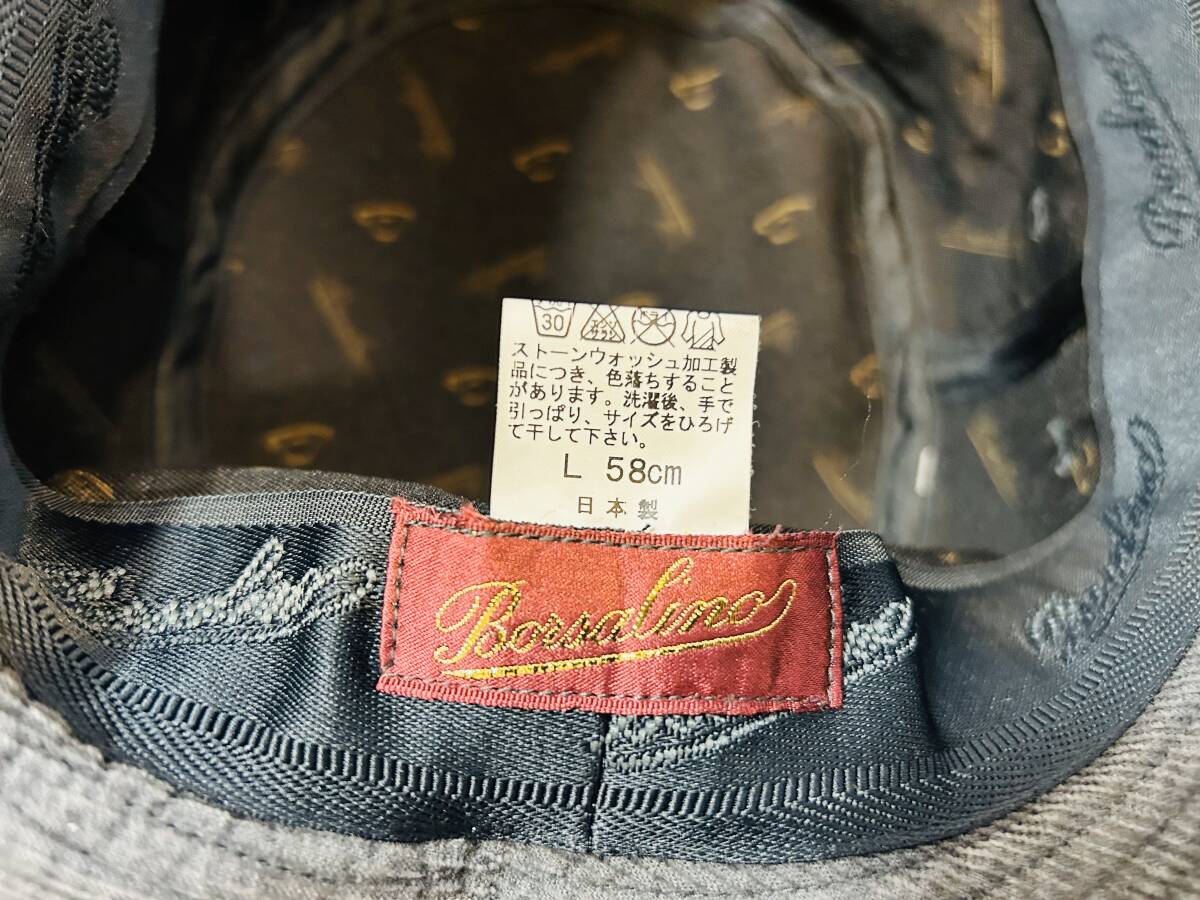 30
ストーンウォッシュ加工製
品につき、色落ちすること
があります。洗濯後、手で
引っぱり、サイズをひろげ
て干して下さい。
L 58cm
日本製
Borsalino